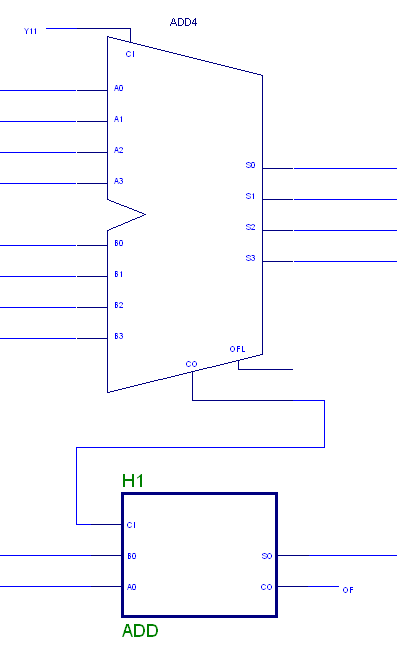 ADD4
Y11
CI
A0
A1
A2
A3
B0
B1
B2
B3
S0
S1
S2
S3
OFL
CO
H1
CI
B0
A0
S0
CO
OF
ADD